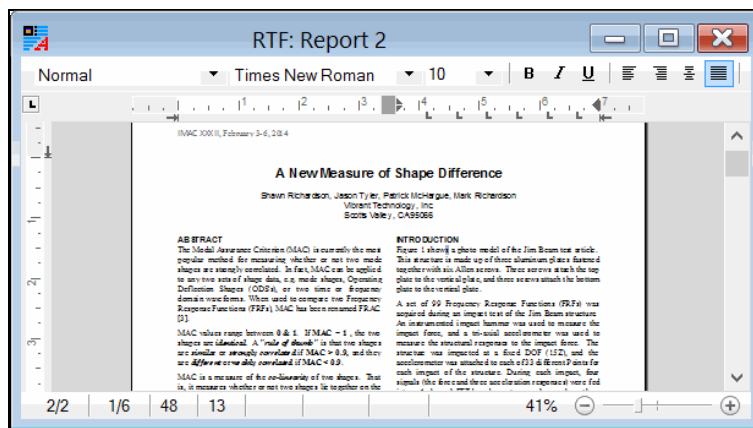 RTF: Report 2
Normal Times New Roman 10 B I U
L 1 2 3 4 5 6 7
IMAC XXXII, February 3-6, 2014
A New Measure of Shape Difference
Shawn Richardson, Jason Tyler, Patrick McHargue, Mark Richardson
Vibrant Technology, Inc
Scotts Valley, CA95066
ABSTRACT
The Modal Assurance Criterion (MAC) is currently the most
popular method for measuring whether or not two mode
shapes are strongly correlated. In fact, MAC can be applied
to any two sets of shape data, e.g. mode shapes, Operating
Deflection Shapes (ODS's), or two time or frequency
domain waveforms. When used to compare two Frequency
Response Functions (FRFs), MAC has been renamed FRAC
[3].
MAC values range between 0 & 1. If MAC = 1, the two
shapes are identical. A "rule of thumb" is that two shapes
are similar or strongly correlated if MAC > 0.9, and they
are different or weakly correlated if MAC < 0.9.
MAC is a measure of the co-linearity of two shapes. That
is, it measures whether or not two shapes lie together on the
INTRODUCTION
Figure 1 shows a photo model of the Jim Beam test article.
This structure is made up of three aluminum plates fastened
together with six Allen screws. Three screws attach the top
plate to the vertical plate, and three screws attach the bottom
plate to the vertical plate.
A set of 99 Frequency Response Functions (FRFs) was
acquired during an impact test of the Jim Beam structure.
An instrumented impact hammer was used to measure the
impact force, and a tri-axial accelerometer was used to
measure the structural response to the impact force. The
structure was impacted at a fixed DOF (15Z), and the
accelerometer was attached to each of 33 different Points for
each impact of the structure. During each impact, four
signals (the force and three acceleration responses) were fed
1
2
3
2/2 1/6 48 13 41%